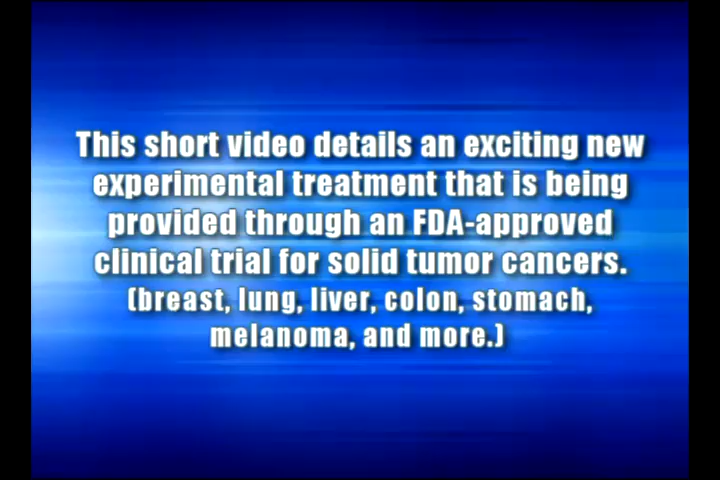 This short video details an exciting new
experimental treatment that is being
provided through an FDA-approved
clinical trial for solid tumor cancers.
(breast, lung, liver, colon, stomach,
melanoma, and more.)